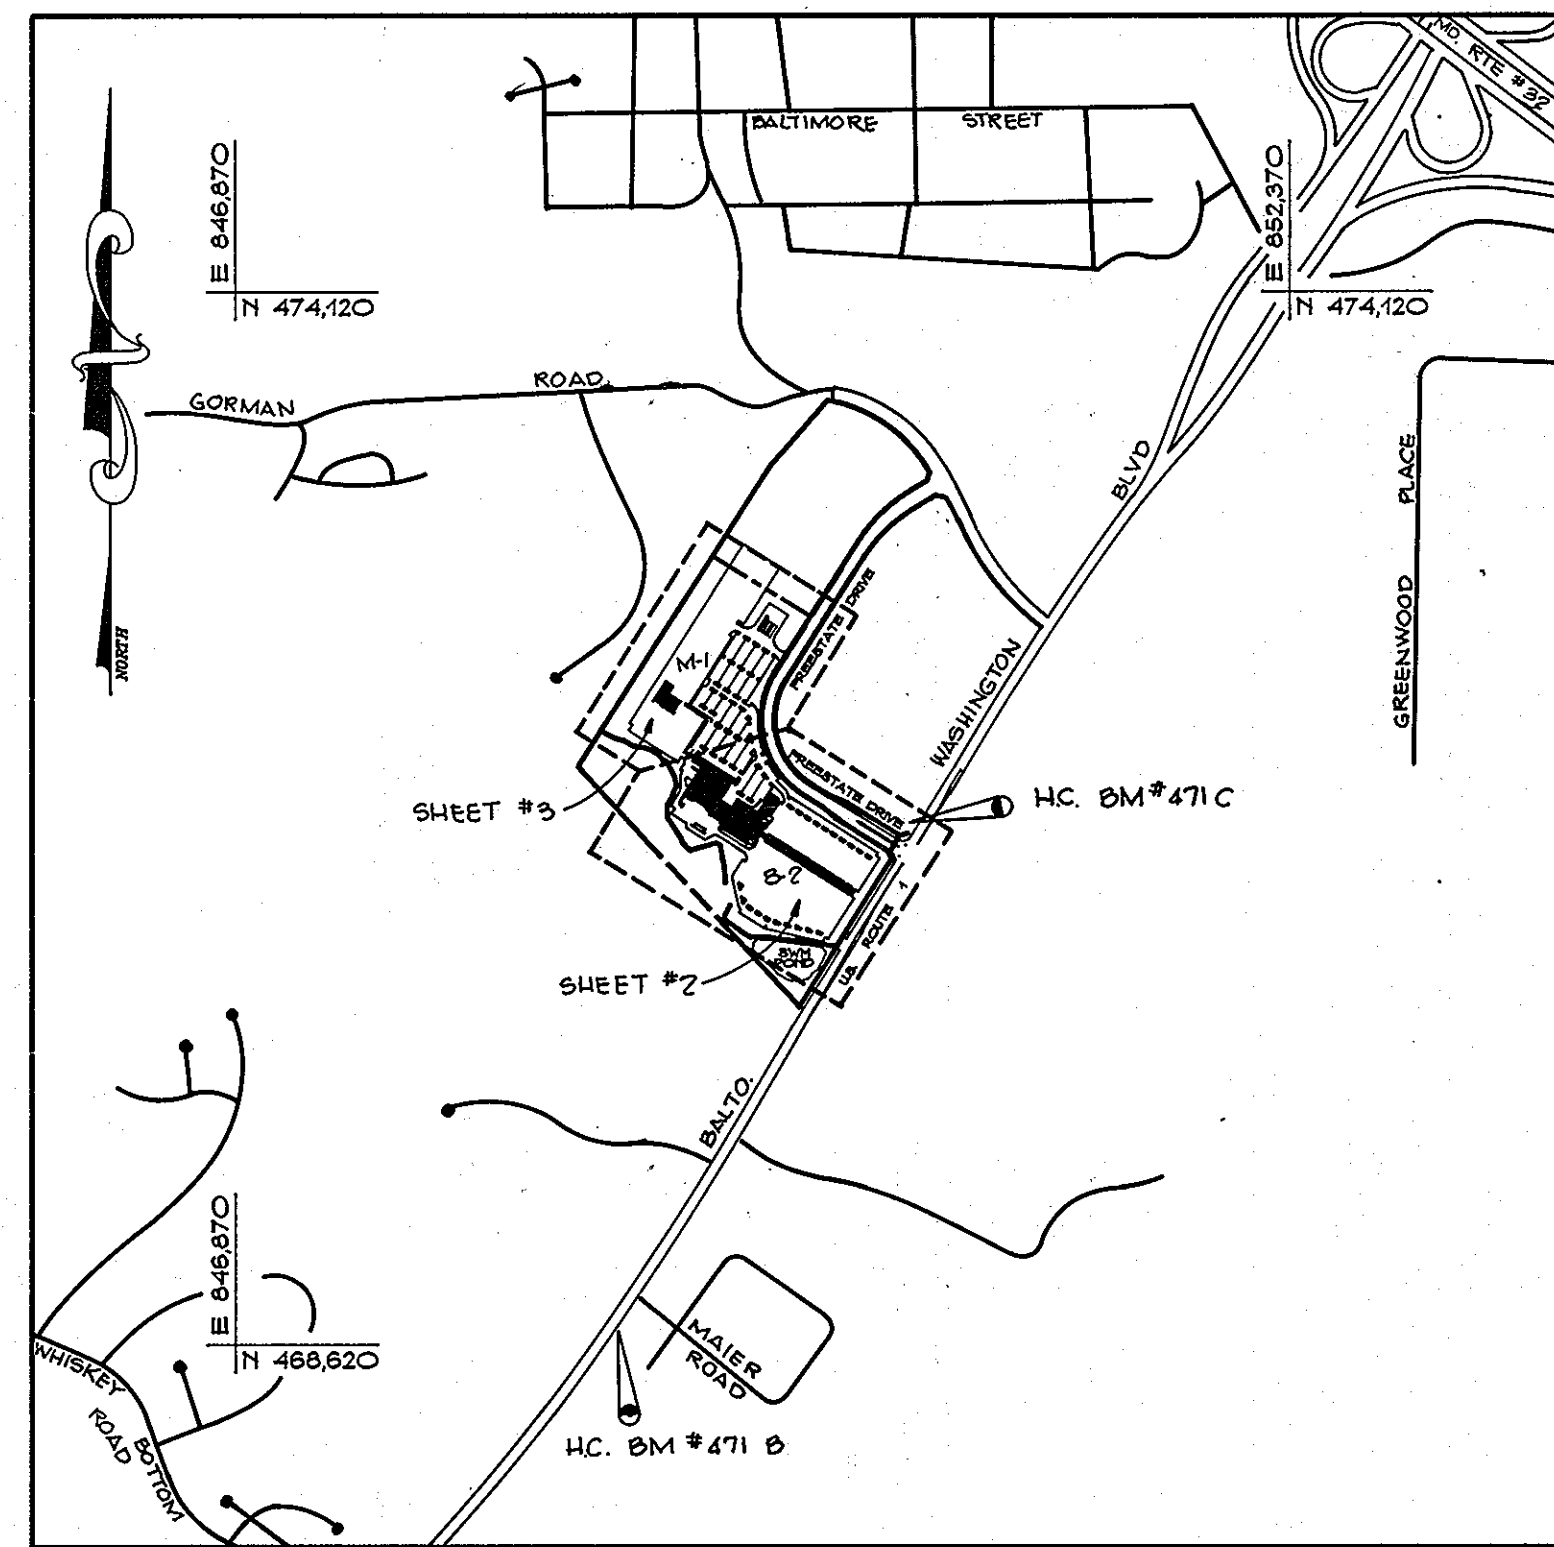 MD. RTE #32
BALTIMORE STREET
E 846,870
N 474,120
E 852,370
N 474,120
GORMAN ROAD
BLVD
GREENWOOD PLACE
NORTH
FREESTATE DRIVE
M-1
WASHINGTON
FREESTATE DRIVE
SHEET #3
H.C. BM #471 C
B-2
U.S. ROUTE 1
SWM
POND
SHEET #2
BALTO.
E 846,870
N 468,620
MAIER
ROAD
WHISKEY
BOTTOM
ROAD
H.C. BM #471 B